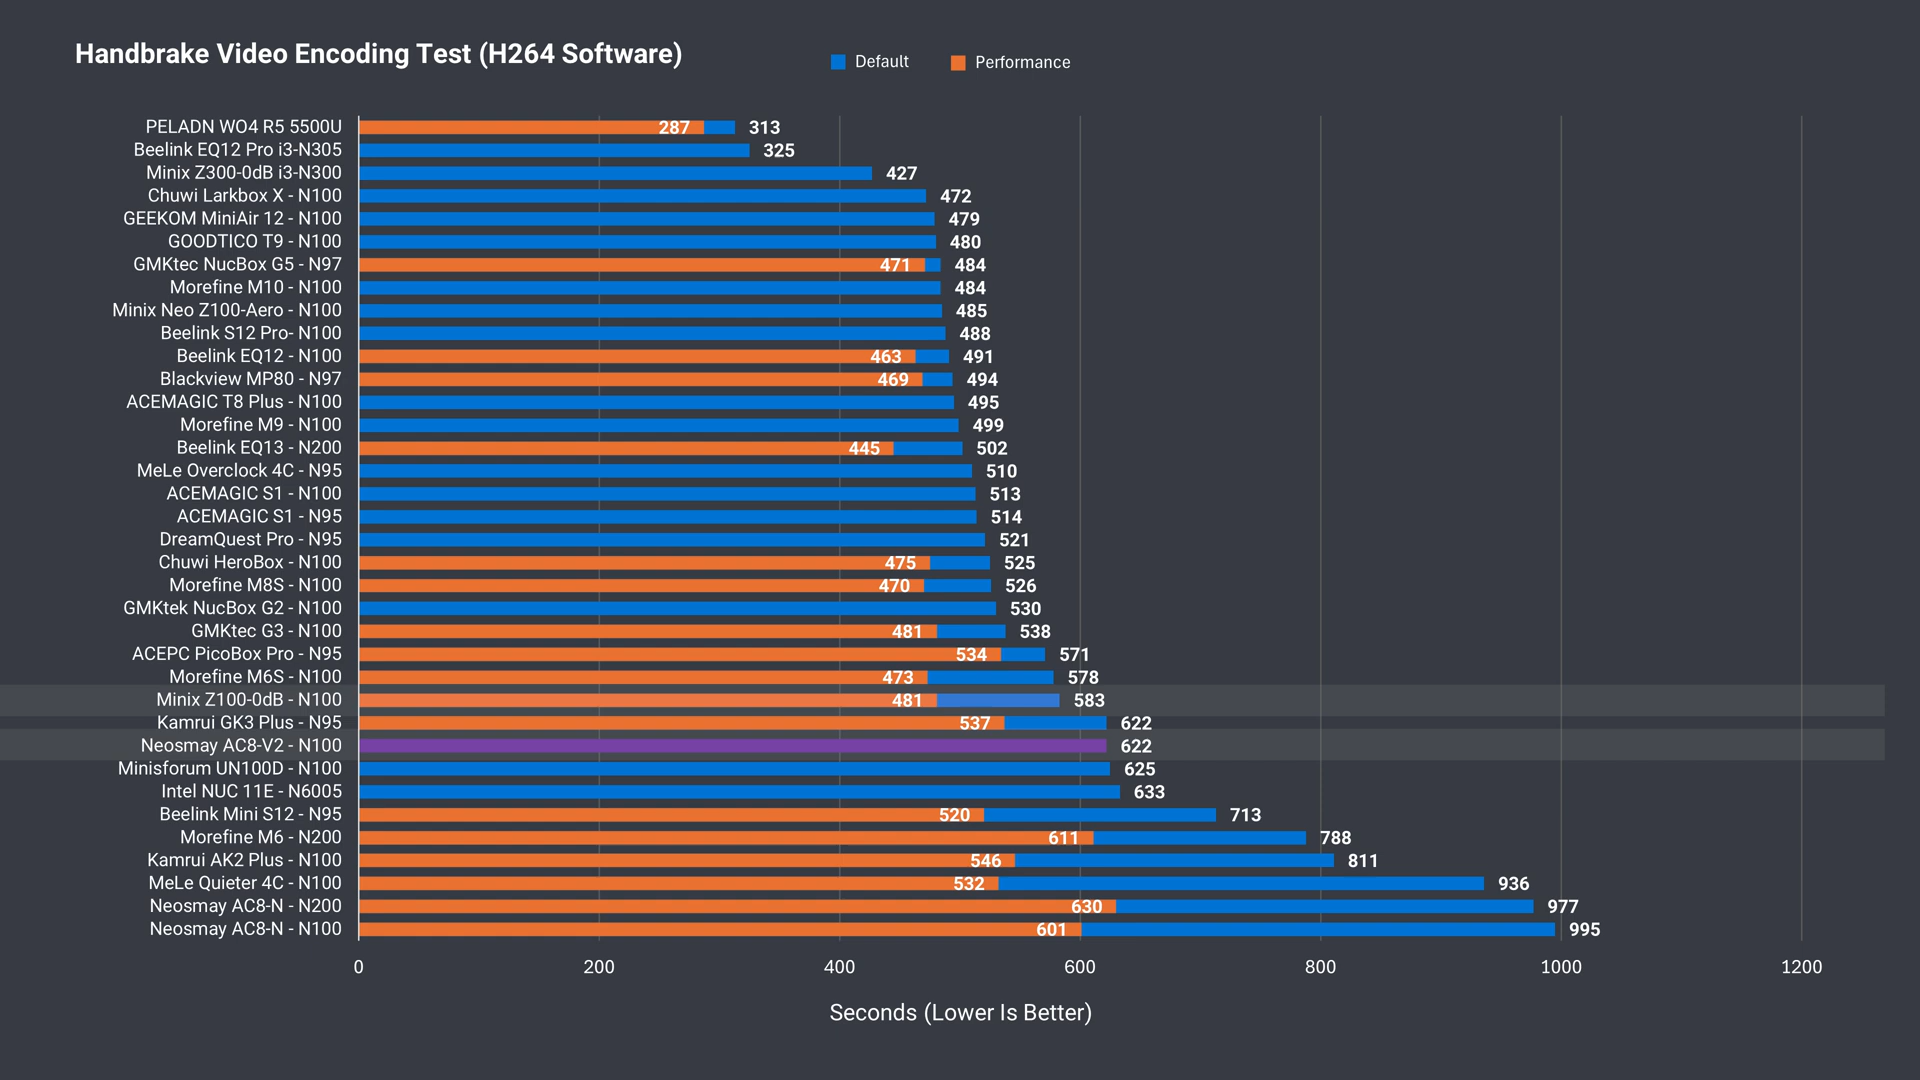 Handbrake Video Encoding Test (H264 Software)
Default
Performance
PELADN WO4 R5 5500U 287 313
Beelink EQ12 Pro i3-N305 325
Minix Z300-0dB i3-N300 427
Chuwi Larkbox X - N100 472
GEEKOM MiniAir 12 - N100 479
GOODTICO T9 - N100 480
GMKtec NucBox G5 - N97 471 484
Morefine M10 - N100 484
Minix Neo Z100-Aero - N100 485
Beelink S12 Pro- N100 488
Beelink EQ12 - N100 463 491
Blackview MP80 - N97 469 494
ACEMAGIC T8 Plus - N100 495
Morefine M9 - N100 499
Beelink EQ13 - N200 445 502
MeLe Overclock 4C - N95 510
ACEMAGIC S1 - N100 513
ACEMAGIC S1 - N95 514
DreamQuest Pro - N95 521
Chuwi HeroBox - N100 475 525
Morefine M8S - N100 470 526
GMKtek NucBox G2 - N100 530
GMKtec G3 - N100 481 538
ACEPC PicoBox Pro - N95 534 571
Morefine M6S - N100 473 578
Minix Z100-0dB - N100 481 583
Kamrui GK3 Plus - N95 537 622
Neosmay AC8-V2 - N100 622
Minisforum UN100D - N100 625
Intel NUC 11E - N6005 633
Beelink Mini S12 - N95 520 713
Morefine M6 - N200 611 788
Kamrui AK2 Plus - N100 546 811
MeLe Quieter 4C - N100 532 936
Neosmay AC8-N - N200 630 977
Neosmay AC8-N - N100 601 995
0 200 400 600 800 1000 1200
Seconds (Lower Is Better)